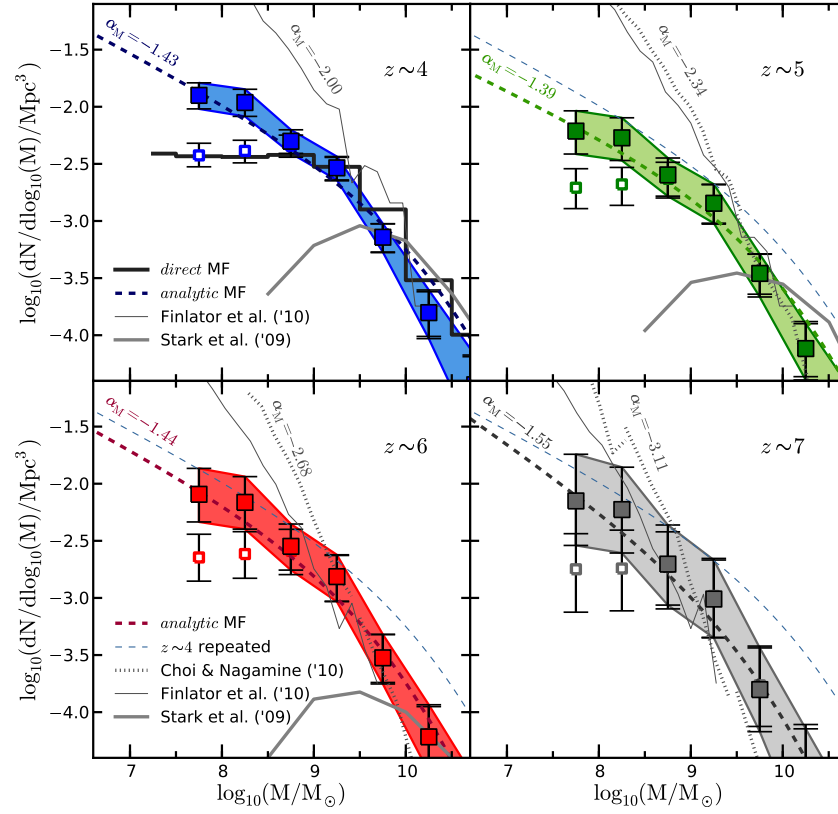 α_M=−1.43
α_M=−2.00
z~4
−1.5
−2.0
−2.5
−3.0
−3.5
−4.0
log₁₀(dN/dlog₁₀(M)/Mpc³)
direct MF
analytic MF
Finlator et al. ('10)
Stark et al. ('09)
α_M=−1.39
α_M=−2.34
z~5
α_M=−1.44
α_M=−2.68
z~6
−1.5
−2.0
−2.5
−3.0
−3.5
−4.0
log₁₀(dN/dlog₁₀(M)/Mpc³)
analytic MF
z~4 repeated
Choi & Nagamine ('10)
Finlator et al. ('10)
Stark et al. ('09)
7 8 9 10
log₁₀(M/M⊙)
α_M=−1.55
α_M=−3.11
z~7
7 8 9 10
log₁₀(M/M⊙)